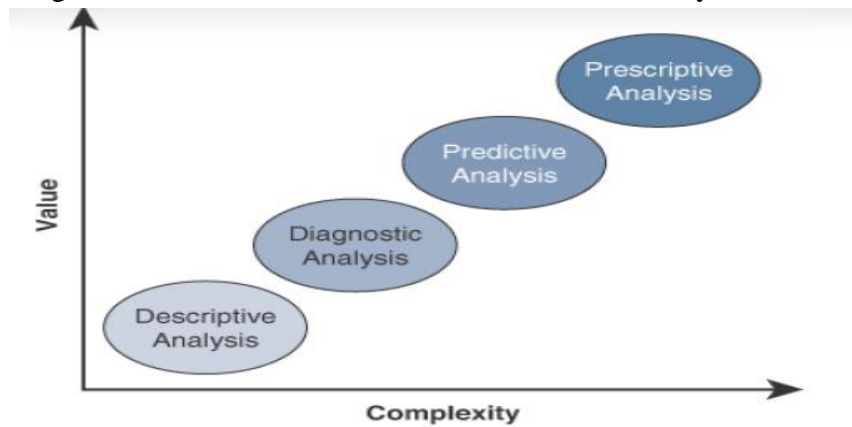 Value
Prescriptive
Analysis
Predictive
Analysis
Diagnostic
Analysis
Descriptive
Analysis
Complexity